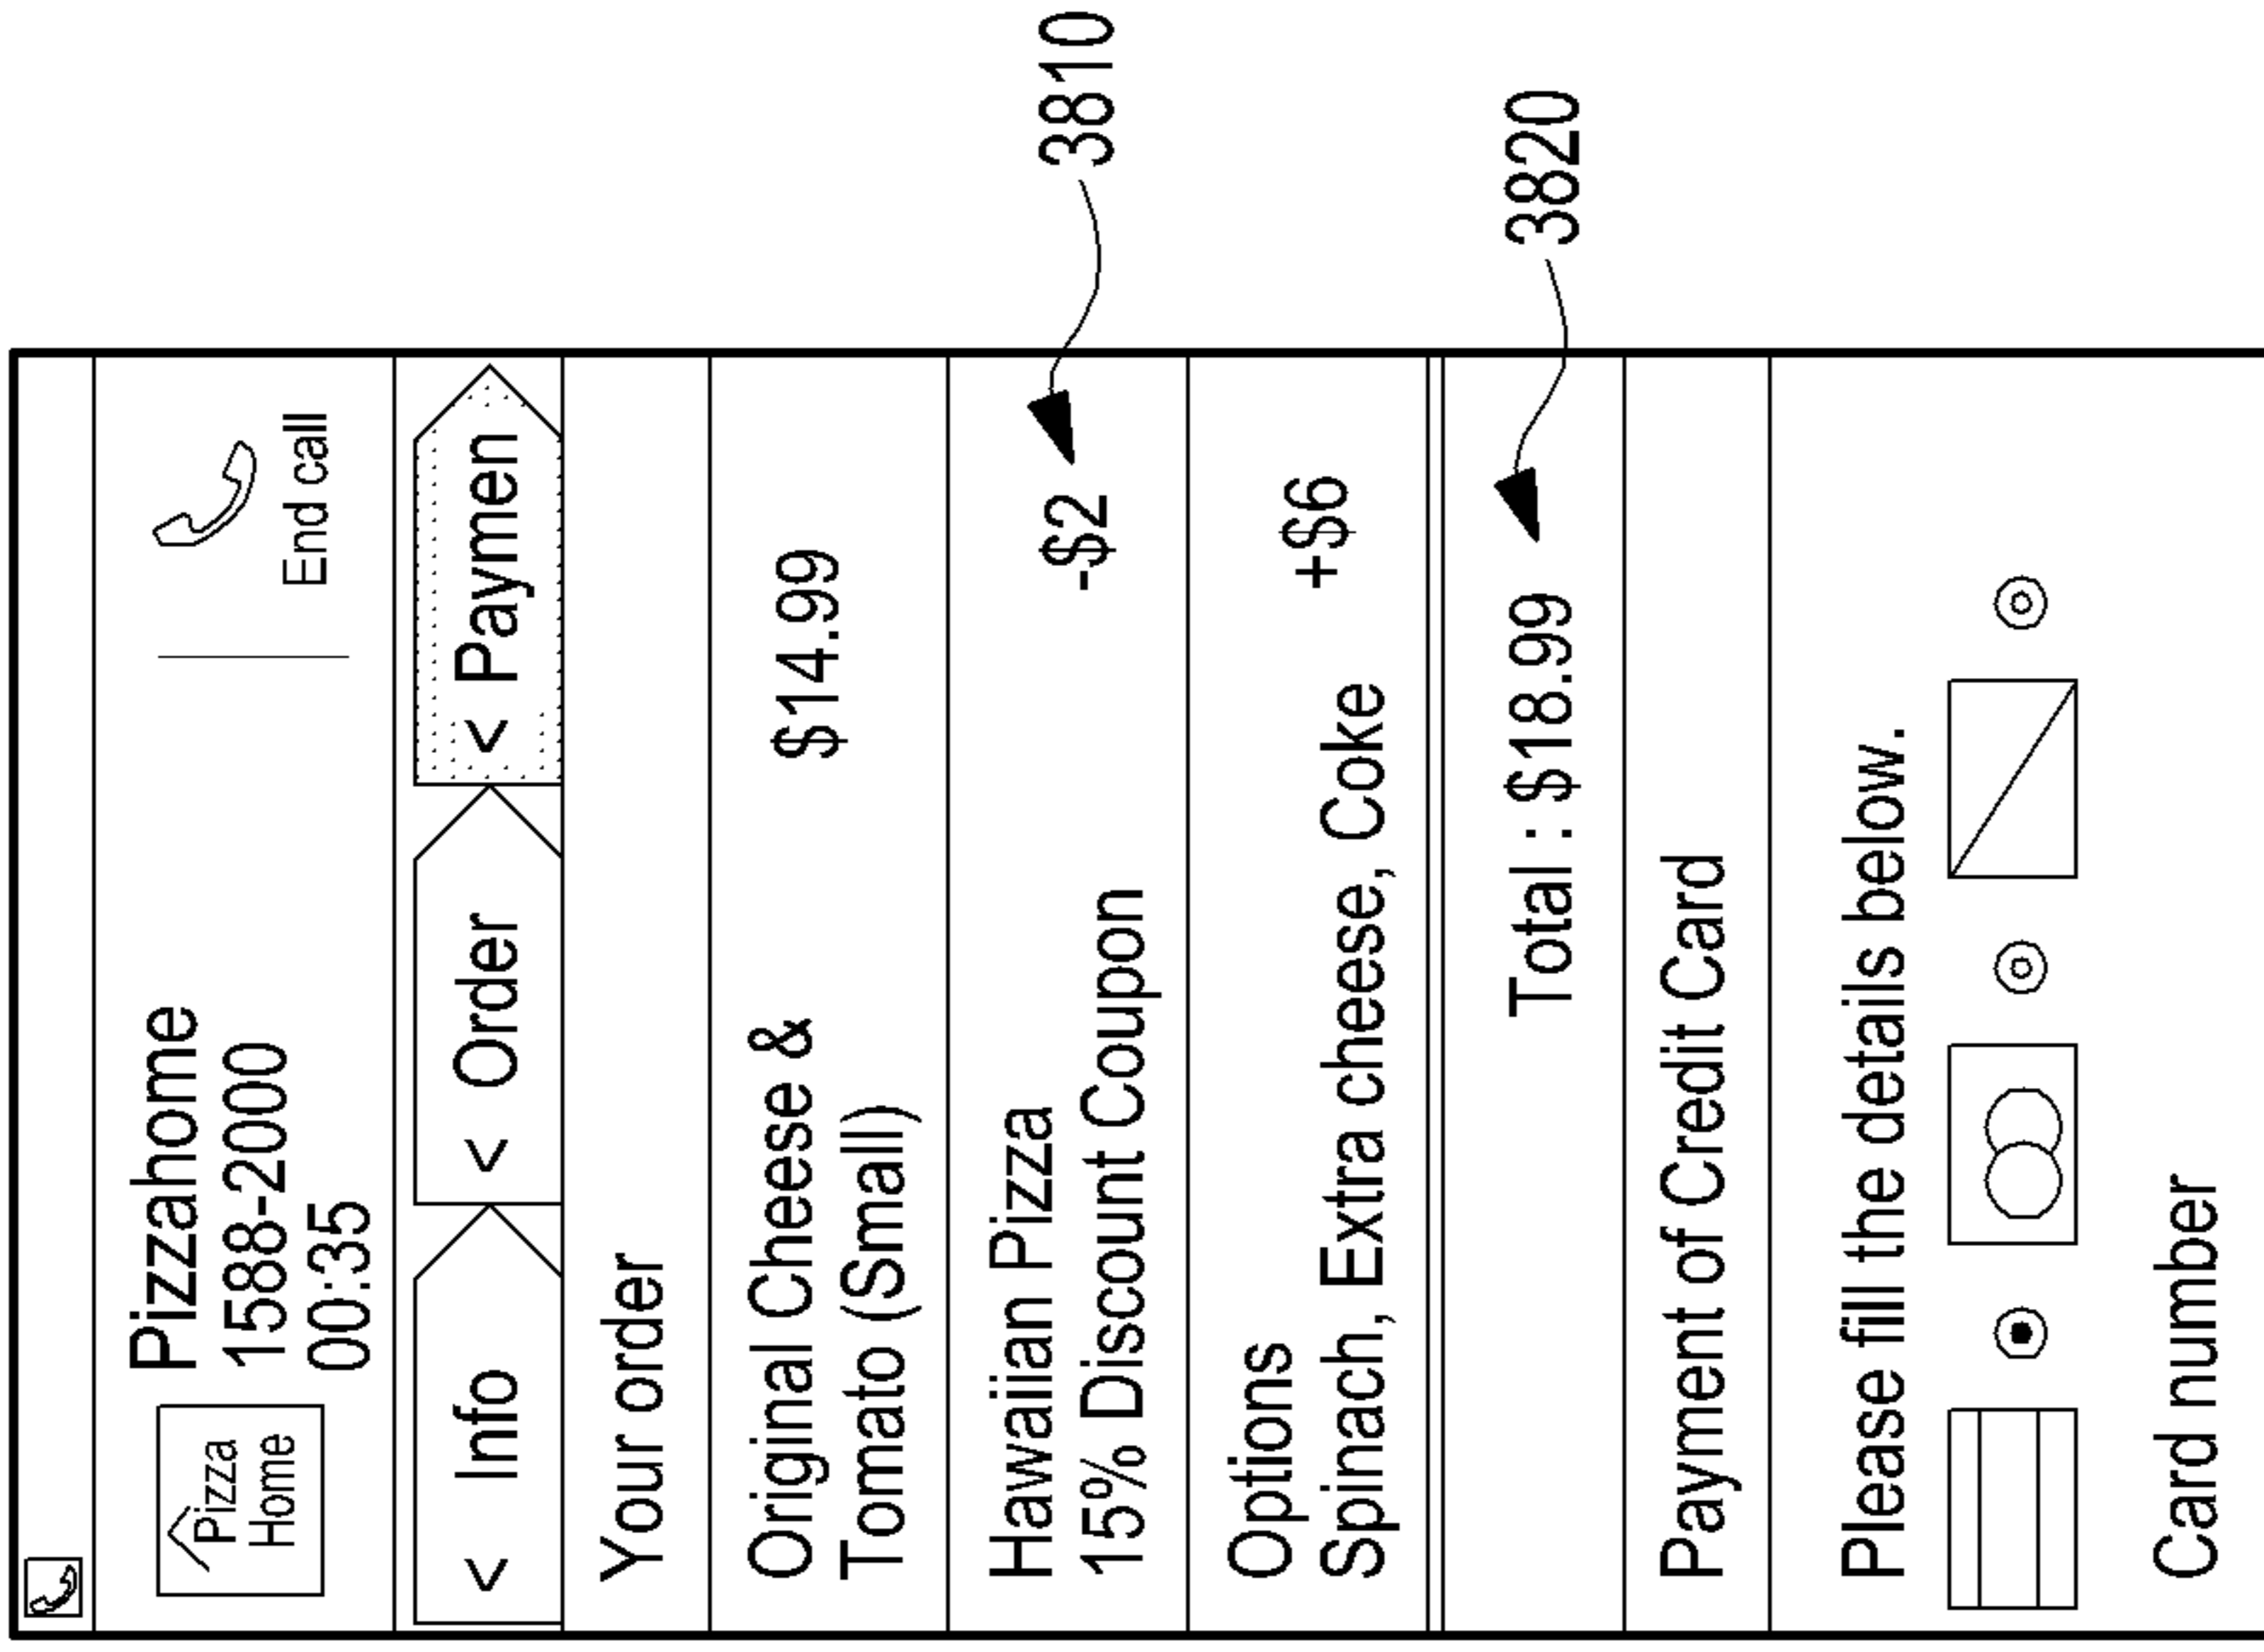 Pizza
Home
Pizzahome
1588-2000
00:35
End call
< Info
< Order
< Paymen
Your order
Original Cheese &
Tomato (Small)
$14.99
Hawaiian Pizza
15% Discount Coupon
-$2
3810
Options
Spinach, Extra cheese, Coke
+$6
Total : $18.99
3820
Payment of Credit Card
Please fill the details below.
Card number